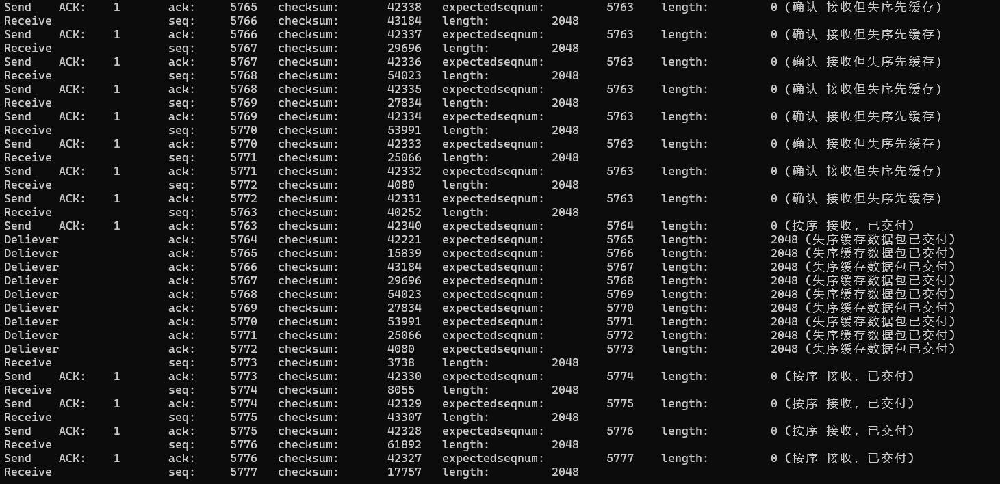 Send ACK: 1 ack: 5765 checksum: 42338 expectedseqnum: 5763 length: 0 (确认 接收但失序先缓存)
Receive seq: 5766 checksum: 43184 length: 2048
Send ACK: 1 ack: 5766 checksum: 42337 expectedseqnum: 5763 length: 0 (确认 接收但失序先缓存)
Receive seq: 5767 checksum: 29696 length: 2048
Send ACK: 1 ack: 5767 checksum: 42336 expectedseqnum: 5763 length: 0 (确认 接收但失序先缓存)
Receive seq: 5768 checksum: 54023 length: 2048
Send ACK: 1 ack: 5768 checksum: 42335 expectedseqnum: 5763 length: 0 (确认 接收但失序先缓存)
Receive seq: 5769 checksum: 27834 length: 2048
Send ACK: 1 ack: 5769 checksum: 42334 expectedseqnum: 5763 length: 0 (确认 接收但失序先缓存)
Receive seq: 5770 checksum: 53991 length: 2048
Send ACK: 1 ack: 5770 checksum: 42333 expectedseqnum: 5763 length: 0 (确认 接收但失序先缓存)
Receive seq: 5771 checksum: 25066 length: 2048
Send ACK: 1 ack: 5771 checksum: 42332 expectedseqnum: 5763 length: 0 (确认 接收但失序先缓存)
Receive seq: 5772 checksum: 4080 length: 2048
Send ACK: 1 ack: 5772 checksum: 42331 expectedseqnum: 5763 length: 0 (确认 接收但失序先缓存)
Receive seq: 5763 checksum: 40252 length: 2048
Send ACK: 1 ack: 5763 checksum: 42340 expectedseqnum: 5764 length: 0 (按序 接收, 已交付)
Deliever ack: 5764 checksum: 42221 expectedseqnum: 5765 length: 2048 (失序缓存数据包已交付)
Deliever ack: 5765 checksum: 15839 expectedseqnum: 5766 length: 2048 (失序缓存数据包已交付)
Deliever ack: 5766 checksum: 43184 expectedseqnum: 5767 length: 2048 (失序缓存数据包已交付)
Deliever ack: 5767 checksum: 29696 expectedseqnum: 5768 length: 2048 (失序缓存数据包已交付)
Deliever ack: 5768 checksum: 54023 expectedseqnum: 5769 length: 2048 (失序缓存数据包已交付)
Deliever ack: 5769 checksum: 27834 expectedseqnum: 5770 length: 2048 (失序缓存数据包已交付)
Deliever ack: 5770 checksum: 53991 expectedseqnum: 5771 length: 2048 (失序缓存数据包已交付)
Deliever ack: 5771 checksum: 25066 expectedseqnum: 5772 length: 2048 (失序缓存数据包已交付)
Deliever ack: 5772 checksum: 4080 expectedseqnum: 5773 length: 2048 (失序缓存数据包已交付)
Receive seq: 5773 checksum: 3738 length: 2048
Send ACK: 1 ack: 5773 checksum: 42330 expectedseqnum: 5774 length: 0 (按序 接收, 已交付)
Receive seq: 5774 checksum: 8055 length: 2048
Send ACK: 1 ack: 5774 checksum: 42329 expectedseqnum: 5775 length: 0 (按序 接收, 已交付)
Receive seq: 5775 checksum: 43307 length: 2048
Send ACK: 1 ack: 5775 checksum: 42328 expectedseqnum: 5776 length: 0 (按序 接收, 已交付)
Receive seq: 5776 checksum: 61892 length: 2048
Send ACK: 1 ack: 5776 checksum: 42327 expectedseqnum: 5777 length: 0 (按序 接收, 已交付)
Receive seq: 5777 checksum: 17757 length: 2048